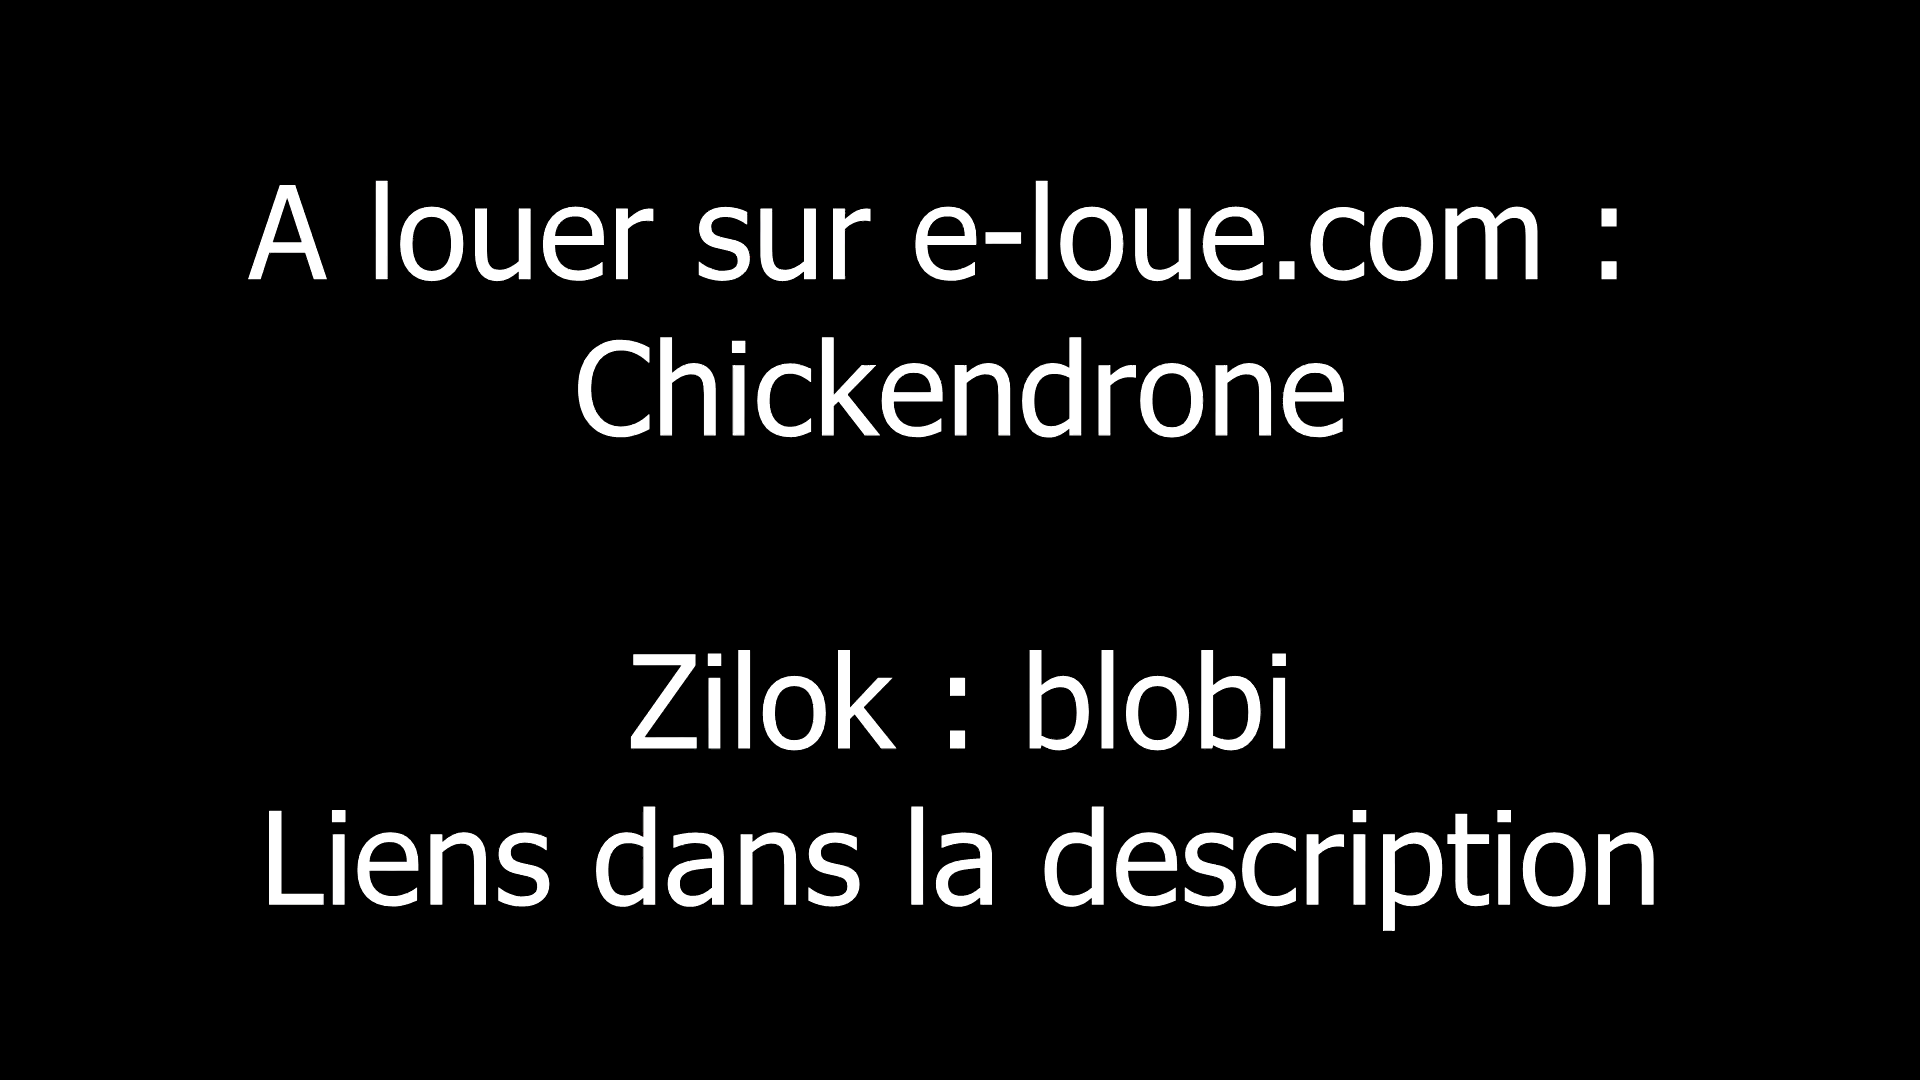 A louer sur e-loue.com :
Chickendrone
Zilok : blobi
Liens dans la description